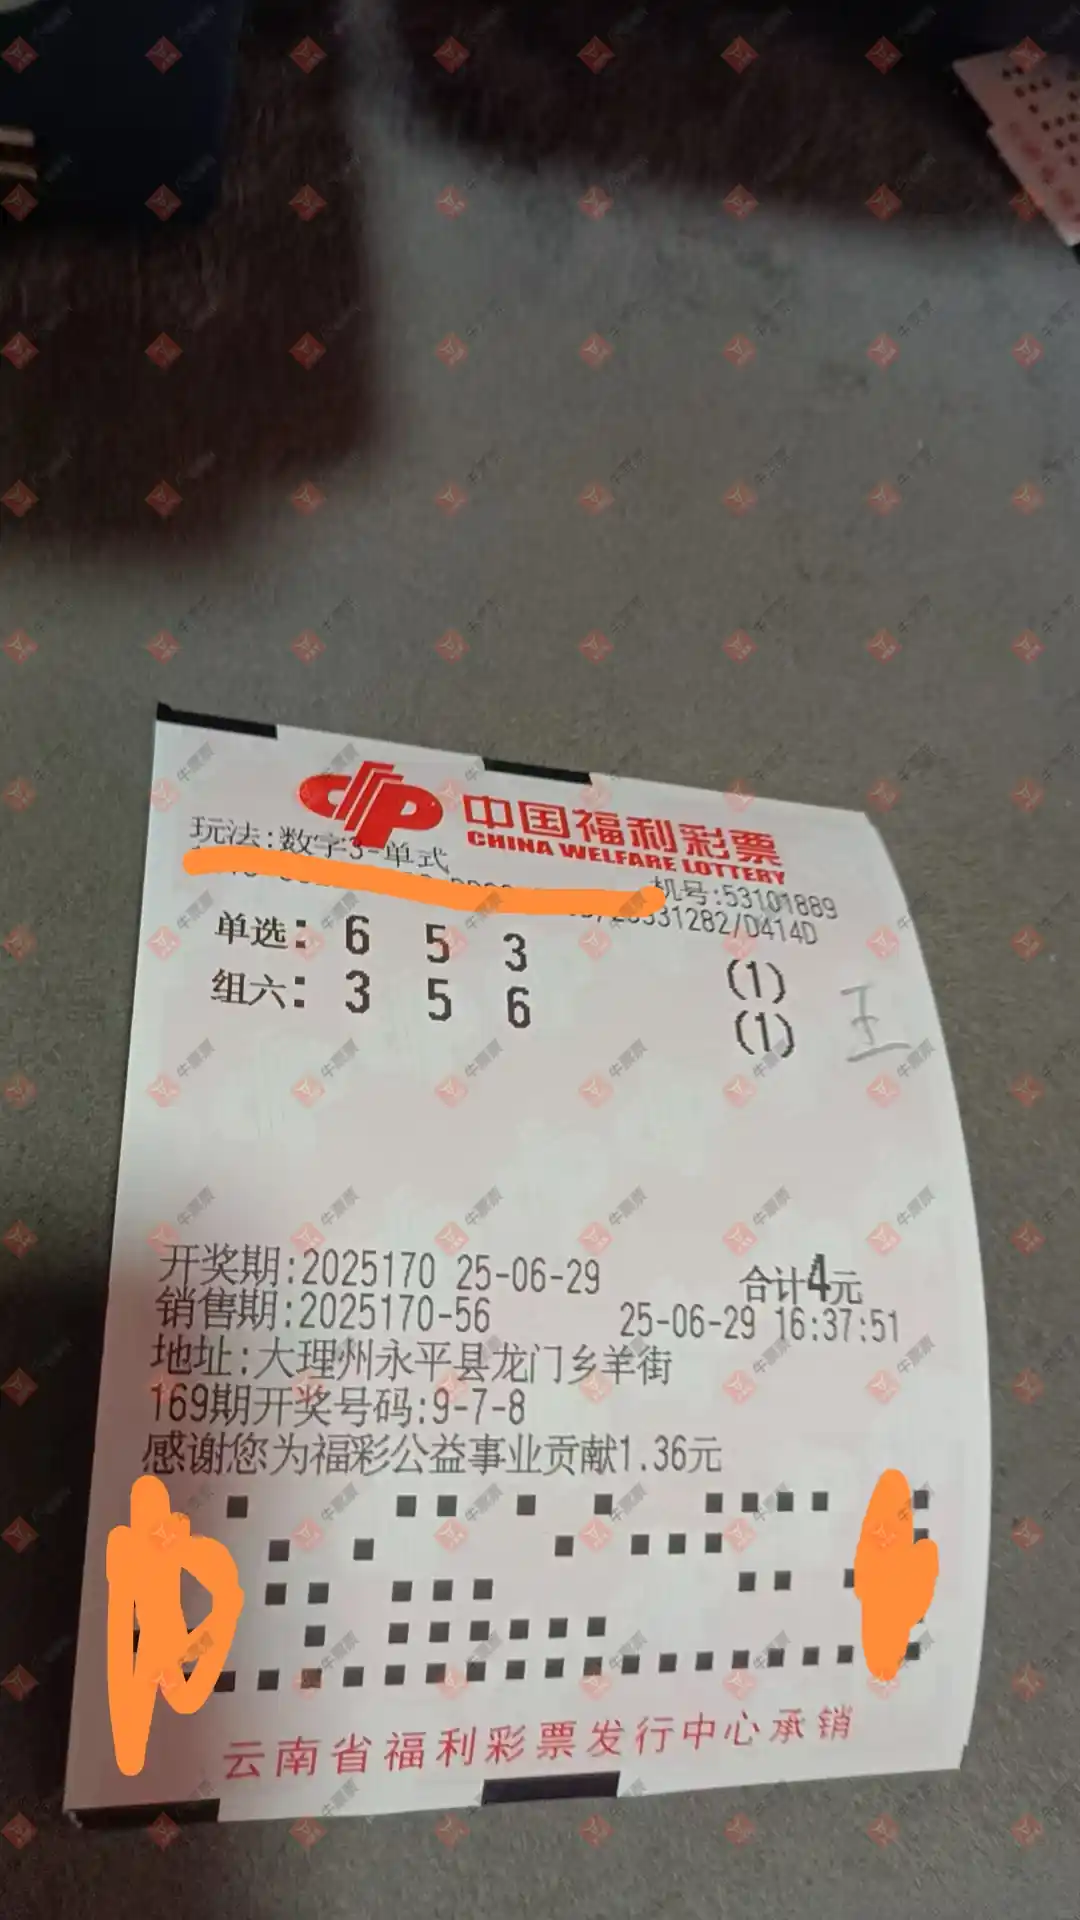 中国福利彩票
CHINA WELFARE LOTTERY
玩法:数字3-单式
机号:53101889
/20331282/D414D
单选: 6 5 3 (1)
组六: 3 5 6 (1)
王
开奖期:2025170 25-06-29 合计4元
销售期:2025170-56 25-06-29 16:37:51
地址:大理州永平县龙门乡羊街
169期开奖号码:9-7-8
感谢您为福彩公益事业贡献1.36元
云南省福利彩票发行中心承销
牛票票